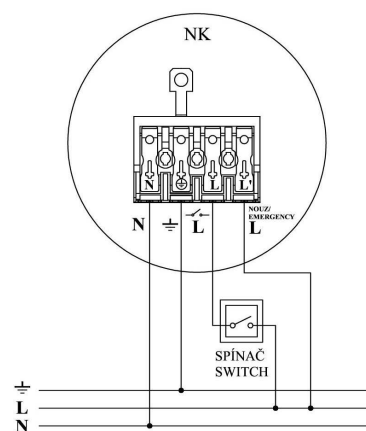 NK
N L L'
N L NOUZ/
EMERGENCY
L
SPÍNAČ
SWITCH
L
N